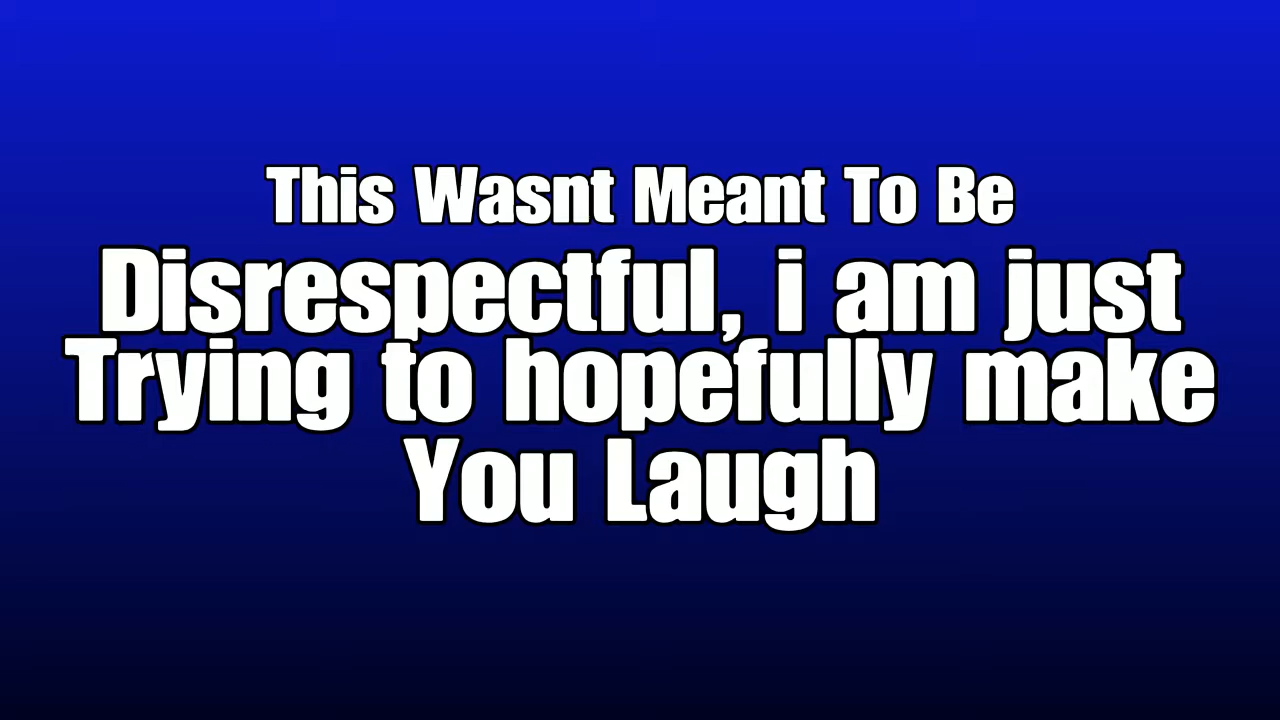 This Wasnt Meant To Be
Disrespectful, i am just
Trying to hopefully make
You Laugh